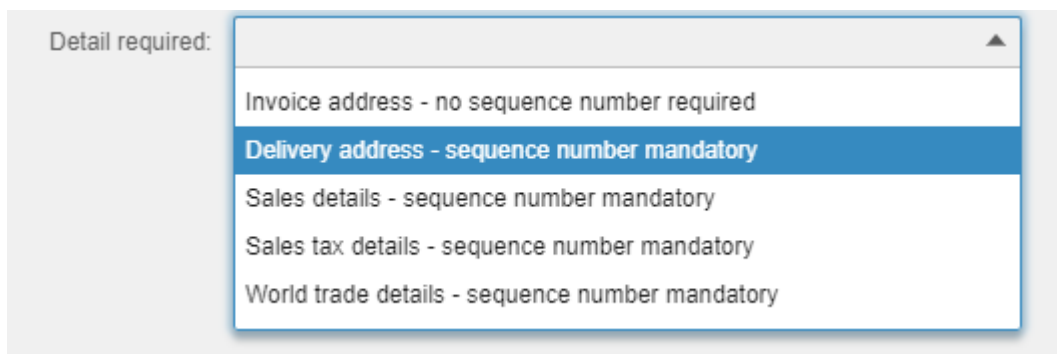 Detail required:
Invoice address - no sequence number required
Delivery address - sequence number mandatory
Sales details - sequence number mandatory
Sales tax details - sequence number mandatory
World trade details - sequence number mandatory